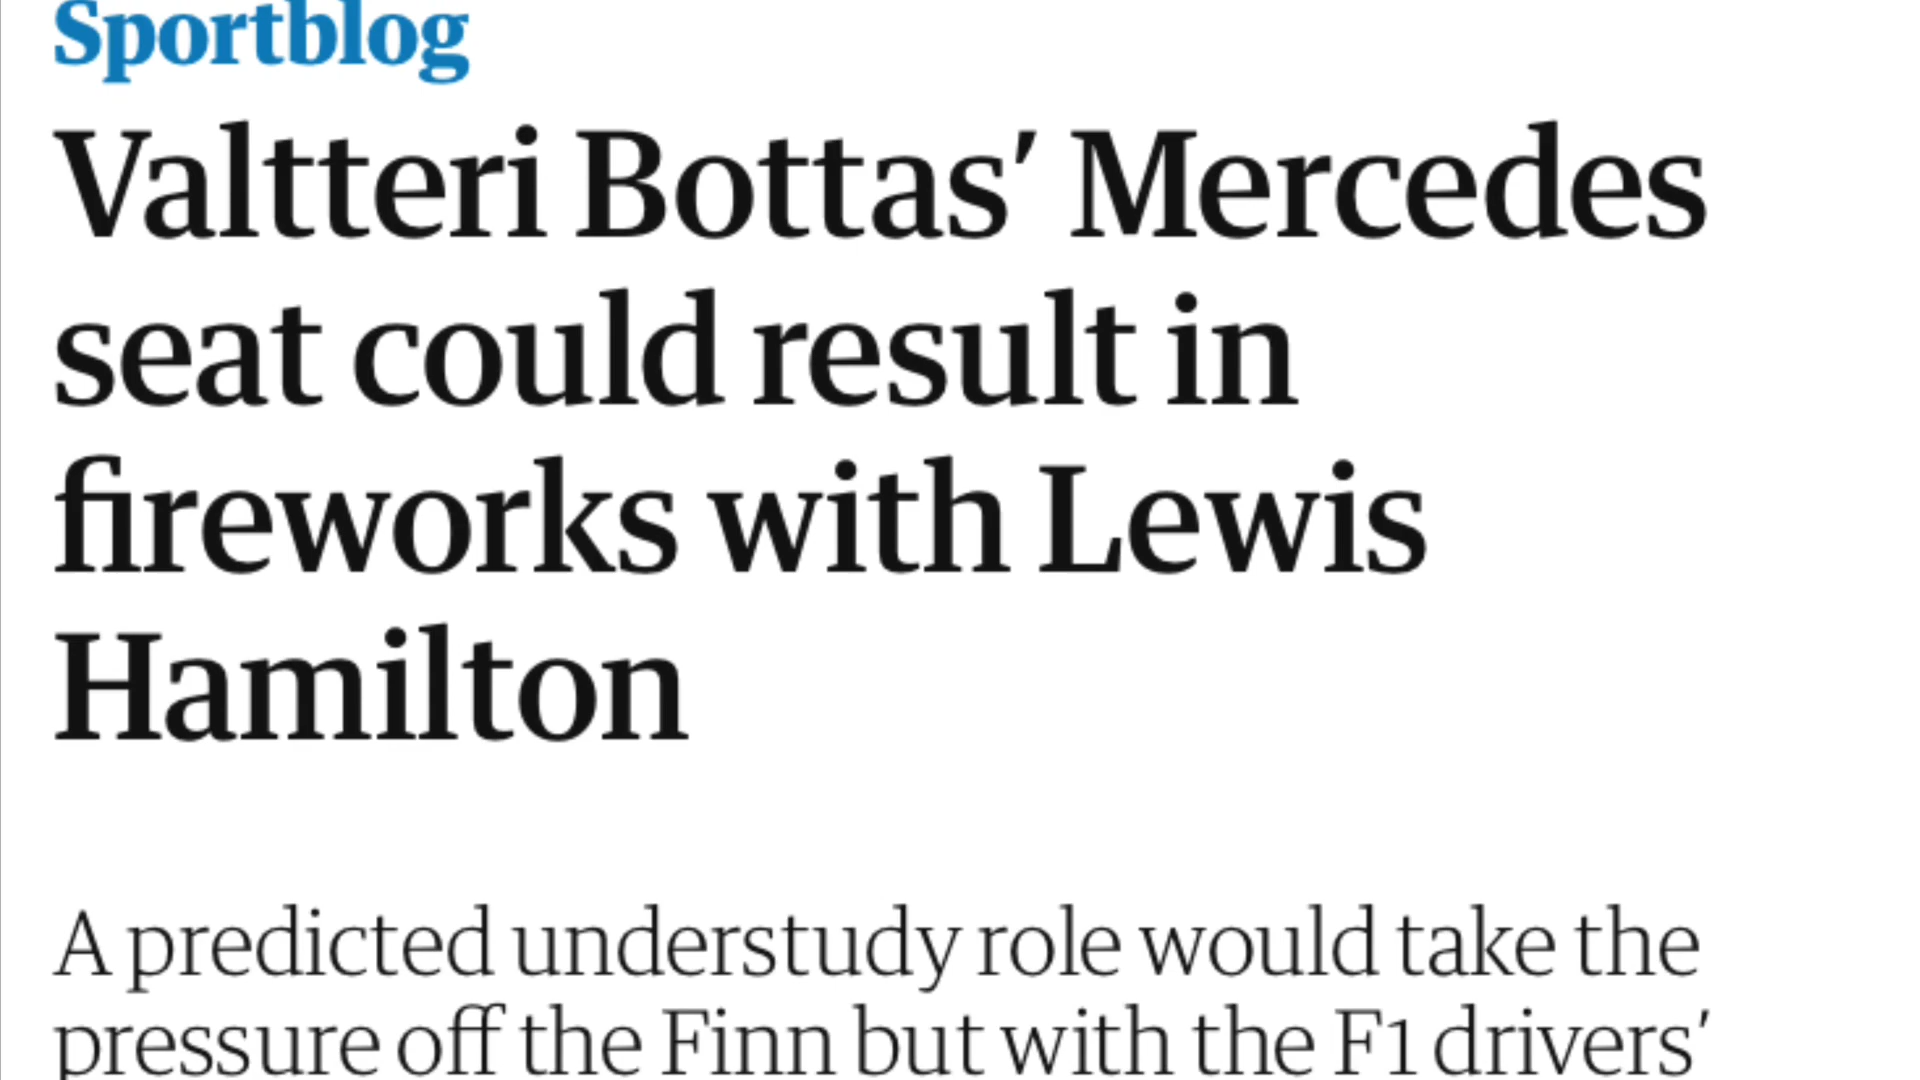 Sportblog
Valtteri Bottas’ Mercedes
seat could result in
fireworks with Lewis
Hamilton
A predicted understudy role would take the
pressure off the Finn but with the F1 drivers’